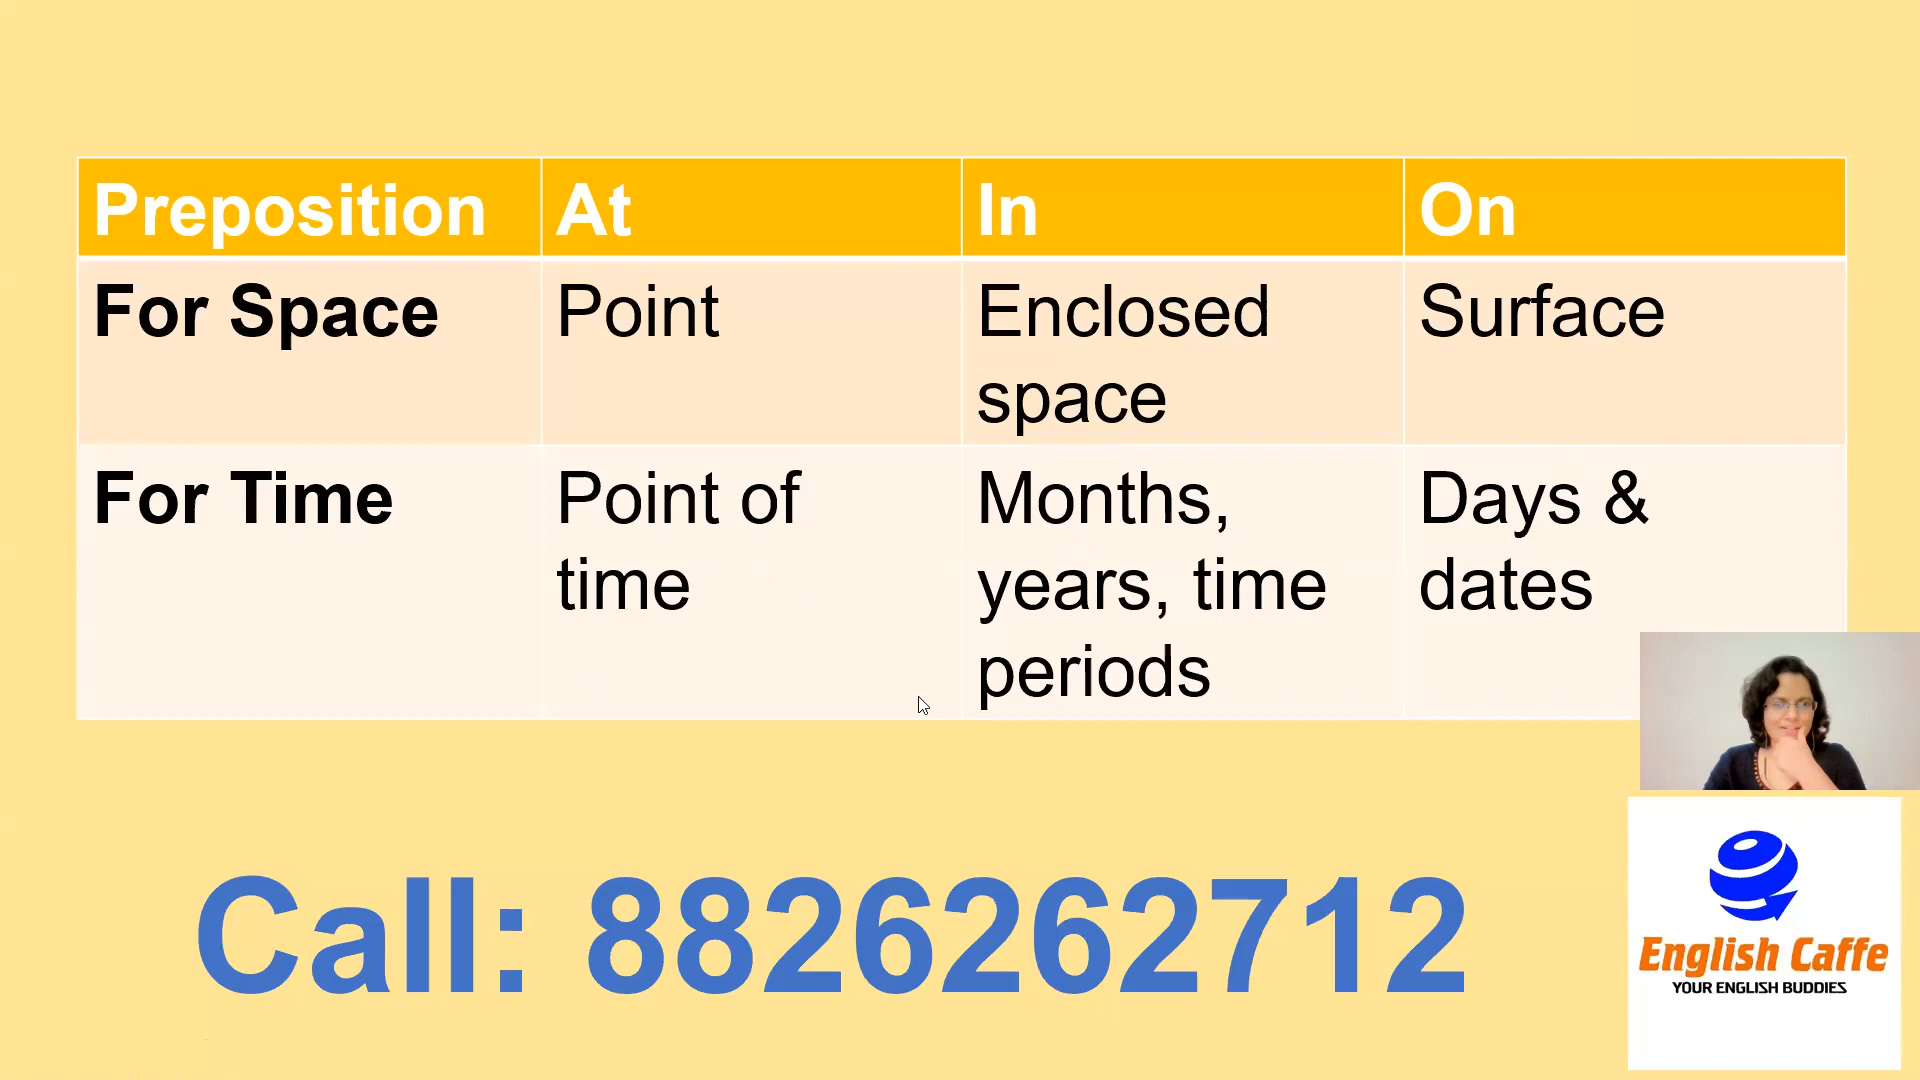 Preposition At In On
For Space Point Enclosed space Surface
For Time Point of time Months, years, time periods Days & dates
Call: 8826262712
English Caffe
YOUR ENGLISH BUDDIES